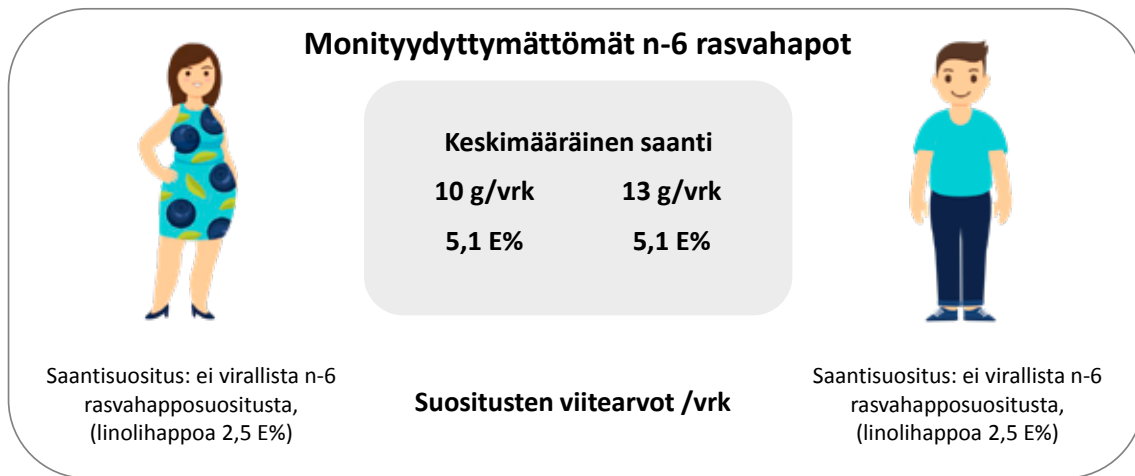 Monityydyttymättömät n-6 rasvahapot
Keskimääräinen saanti
10 g/vrk 13 g/vrk
5,1 E% 5,1 E%
Saantisuositus: ei virallista n-6
rasvahapposuositusta,
(linolihappoa 2,5 E%)
Suositusten viitearvot /vrk
Saantisuositus: ei virallista n-6
rasvahapposuositusta,
(linolihappoa 2,5 E%)